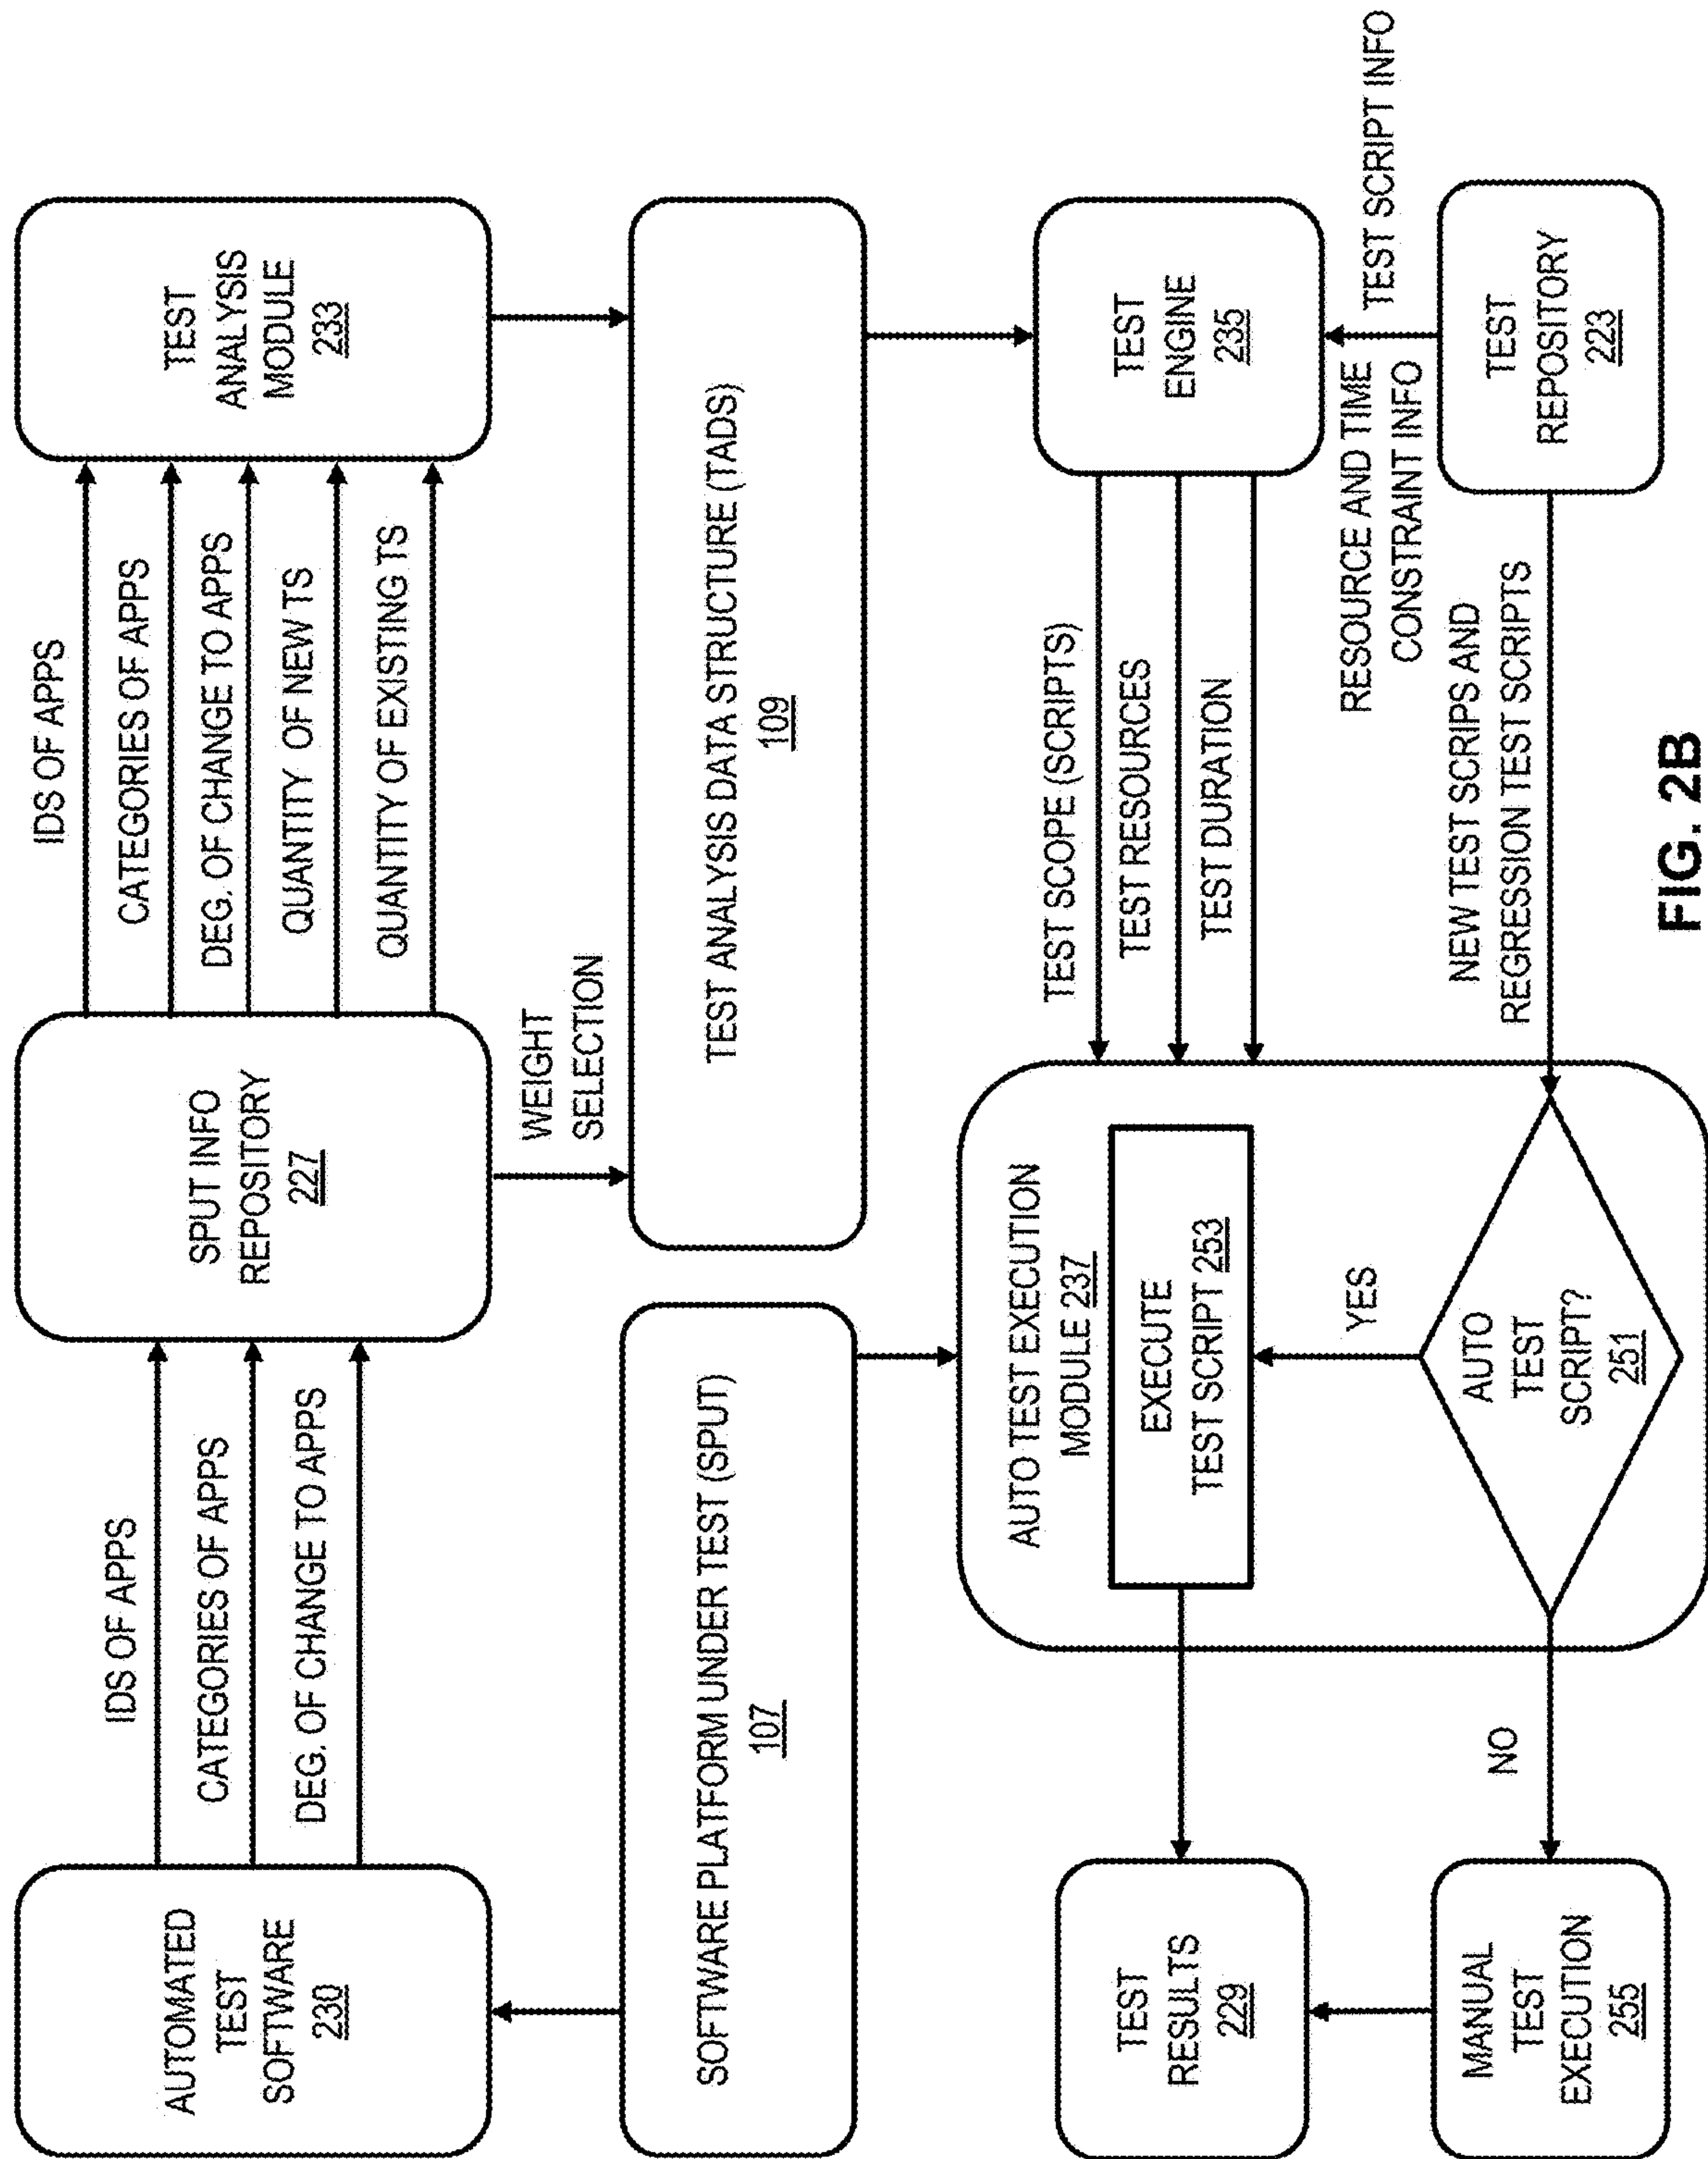 AUTOMATED
TEST
SOFTWARE
230
IDS OF APPS
CATEGORIES OF APPS
DEG. OF CHANGE TO APPS
SPUT INFO
REPOSITORY
227
IDS OF APPS
CATEGORIES OF APPS
DEG. OF CHANGE TO APPS
QUANTITY OF NEW TS
QUANTITY OF EXISTING TS
TEST
ANALYSIS
MODULE
233
WEIGHT
SELECTION
SOFTWARE PLATFORM UNDER TEST (SPUT)
107
TEST ANALYSIS DATA STRUCTURE (TADS)
109
TEST
RESULTS
229
AUTO TEST EXECUTION
MODULE 237
EXECUTE
TEST SCRIPT 253
YES
AUTO
TEST
SCRIPT?
251
TEST SCOPE (SCRIPTS)
TEST RESOURCES
TEST DURATION
TEST
ENGINE
235
RESOURCE AND TIME
CONSTRAINT INFO
TEST SCRIPT INFO
MANUAL
TEST
EXECUTION
255
NO
NEW TEST SCRIPS AND
REGRESSION TEST SCRIPTS
TEST
REPOSITORY
223
FIG. 2B